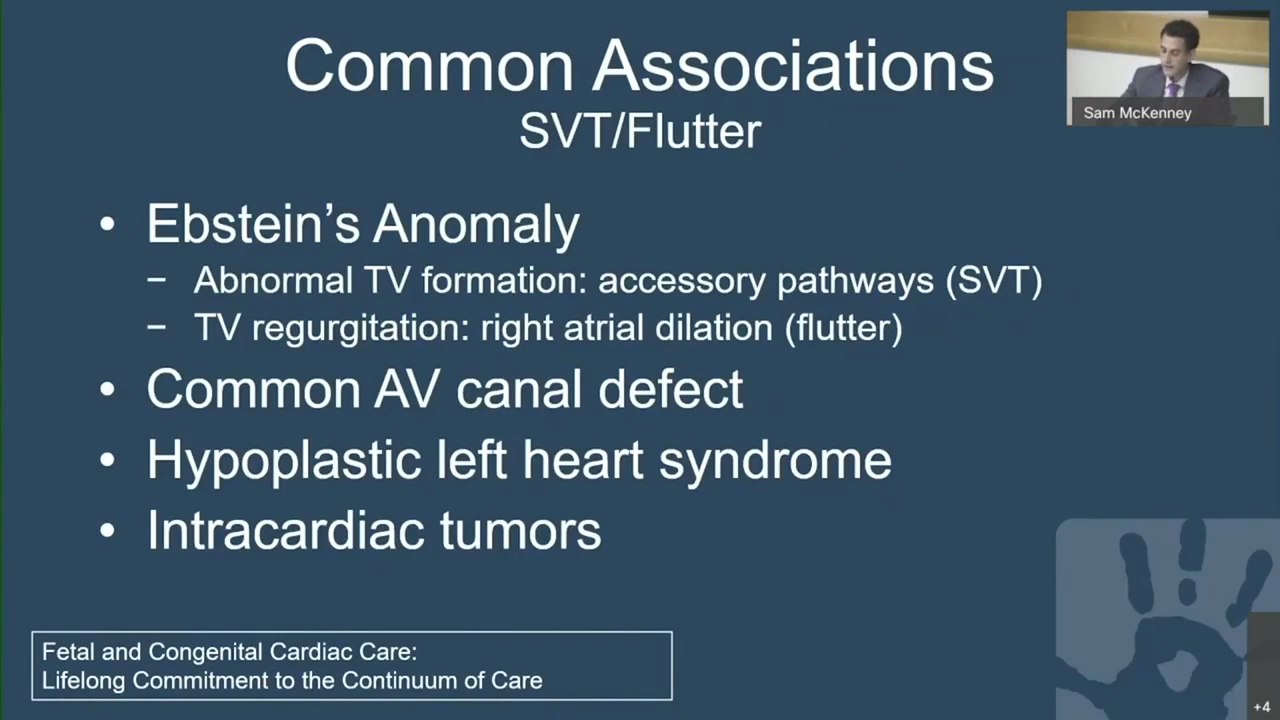 Common Associations
SVT/Flutter
Sam McKenney
• Ebstein's Anomaly
– Abnormal TV formation: accessory pathways (SVT)
– TV regurgitation: right atrial dilation (flutter)
• Common AV canal defect
• Hypoplastic left heart syndrome
• Intracardiac tumors
Fetal and Congenital Cardiac Care:
Lifelong Commitment to the Continuum of Care
+4